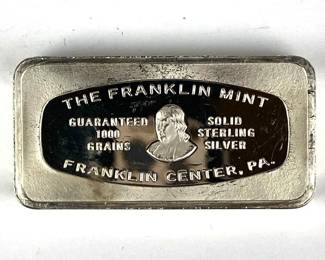 THE FRANKLIN MINT
GUARANTEED
1000
GRAINS
SOLID
STERLING
SILVER
FRANKLIN CENTER, PA.